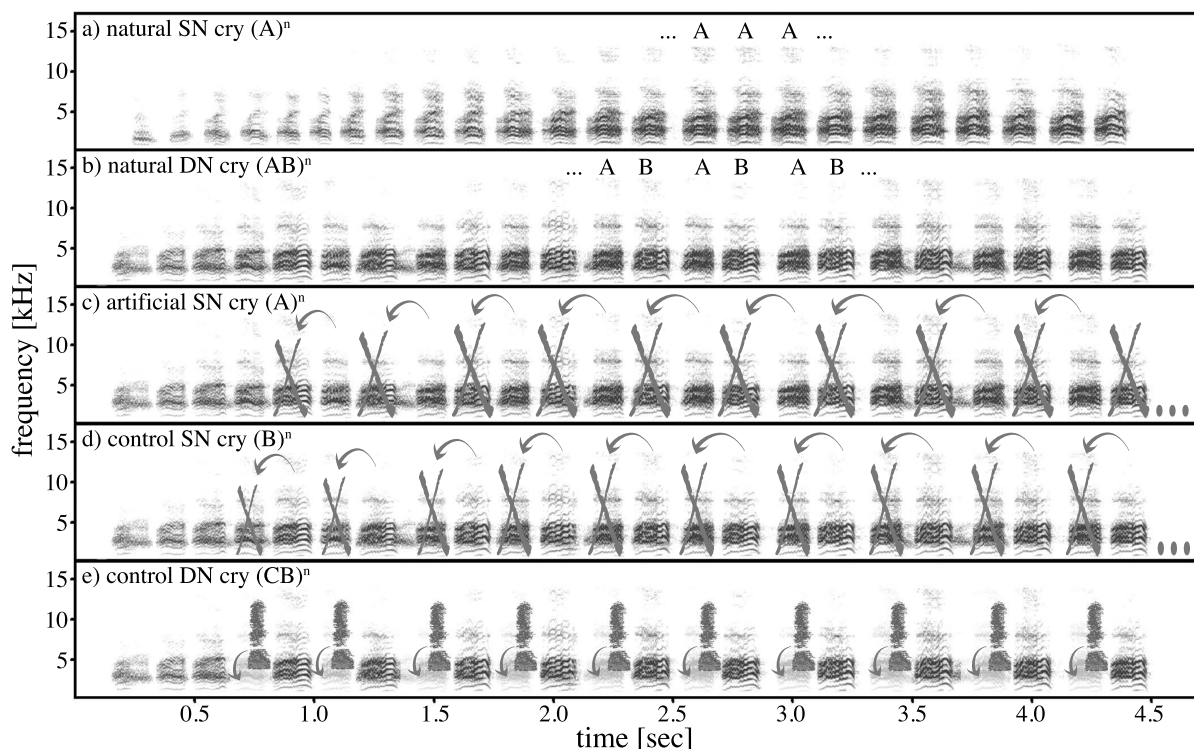 a) natural SN cry (A)ⁿ
... A A A ...
15
10
5
b) natural DN cry (AB)ⁿ
... A B A B A B ...
15
10
5
c) artificial SN cry (A)ⁿ
15
10
5
d) control SN cry (B)ⁿ
15
10
5
e) control DN cry (CB)ⁿ
15
10
5
frequency [kHz]
0.5 1.0 1.5 2.0 2.5 3.0 3.5 4.0 4.5
time [sec]